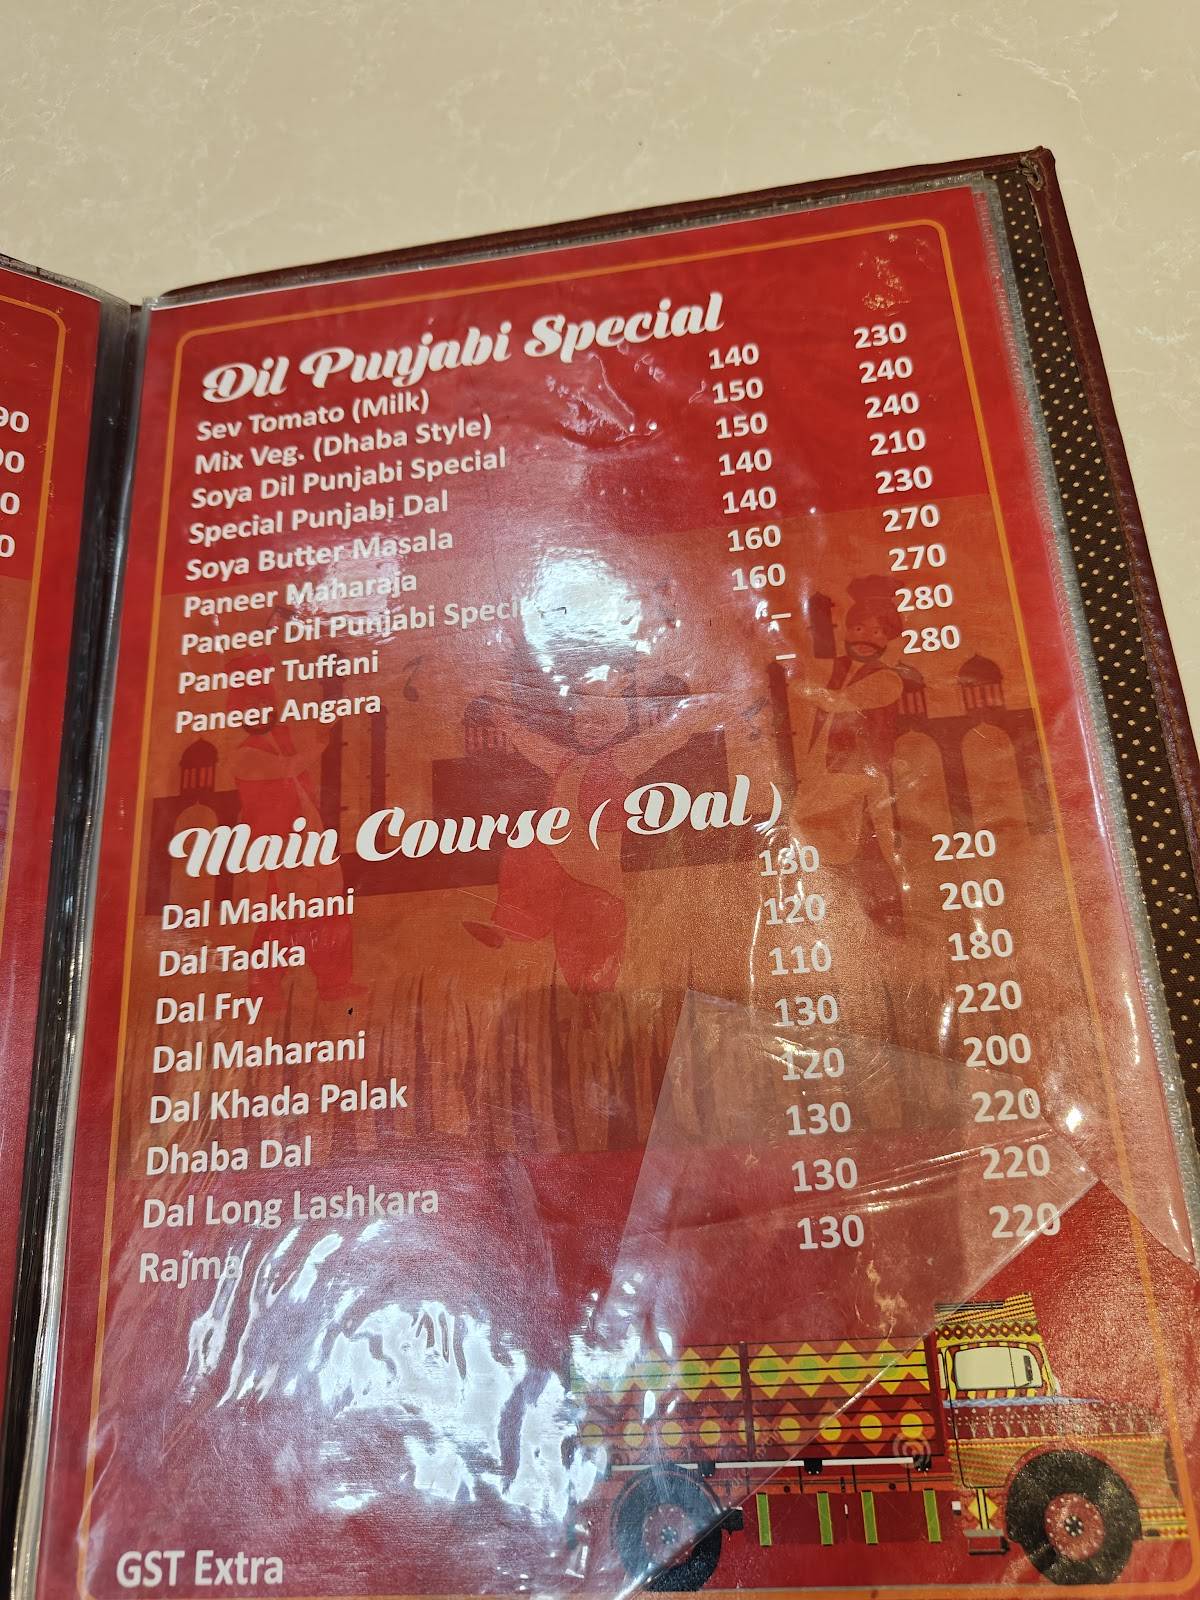 90
90
0
0
Dil Punjabi Special
Sev Tomato (Milk) 140 230
Mix Veg. (Dhaba Style) 150 240
Soya Dil Punjabi Special 150 240
Special Punjabi Dal 140 210
Soya Butter Masala 140 230
Paneer Maharaja 160 270
Paneer Dil Punjabi Speci 160 270
Paneer Tuffani – 280
Paneer Angara – 280
Main Course ( Dal )
Dal Makhani 130 220
Dal Tadka 120 200
Dal Fry 110 180
Dal Maharani 130 220
Dal Khada Palak 120 200
Dhaba Dal 130 220
Dal Long Lashkara 130 220
Rajma 130 220
GST Extra